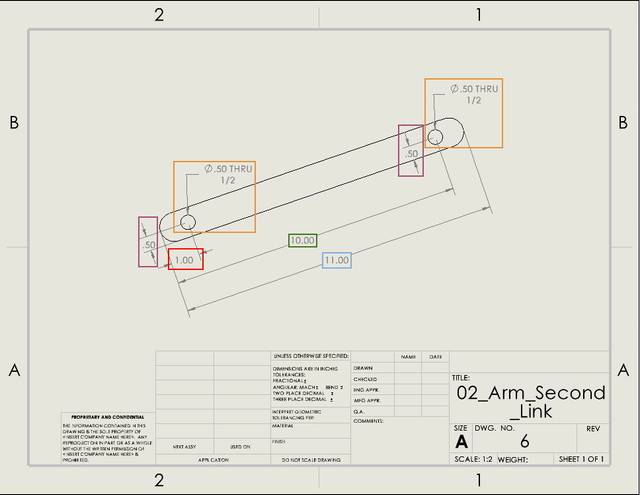 2
1
B
B
Ø.50 THRU
1/2
.50
Ø.50 THRU
1/2
.50
1.00
10.00
11.00
A
A
UNLESS OTHERWISE SPECIFIED:
DIMENSIONS ARE IN INCHES
TOLERANCES:
FRACTIONAL±
ANGULAR: MACH± BEND ±
TWO PLACE DECIMAL ±
THREE PLACE DECIMAL ±
INTERPRET GEOMETRIC
TOLERANCING PER:
MATERIAL
FINISH
DO NOT SCALE DRAWING
NAME
DATE
DRAWN
CHECKED
ENG APPR.
MFG APPR.
Q.A.
COMMENTS:
TITLE:
02_Arm_Second
_Link
SIZE
A
DWG. NO.
6
REV
SCALE: 1:2
WEIGHT:
SHEET 1 OF 1
PROPRIETARY AND CONFIDENTIAL
THE INFORMATION CONTAINED IN THIS
DRAWING IS THE SOLE PROPERTY OF
<INSERT COMPANY NAME HERE>. ANY
REPRODUCTION IN PART OR AS A WHOLE
WITHOUT THE WRITTEN PERMISSION OF
<INSERT COMPANY NAME HERE> IS
PROHIBITED.
NEXT ASSY
USED ON
APPLICATION
2
1